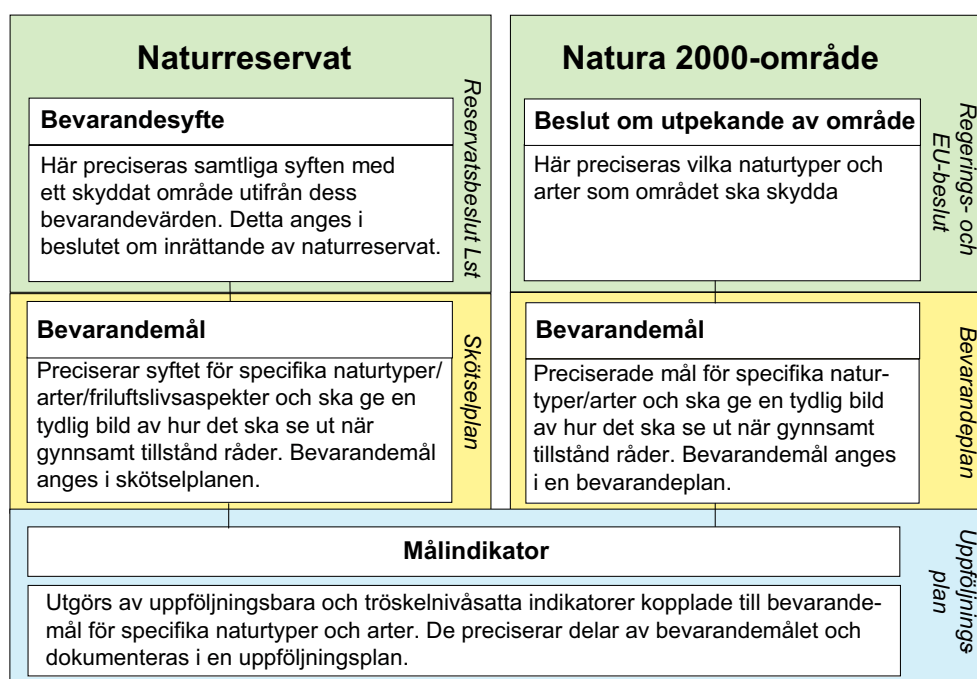 Naturreservat
Bevarandesyfte
Här preciseras samtliga syften med
ett skyddat område utifrån dess
bevarandevärden. Detta anges i
beslutet om inrättande av naturreservat.
Reservatsbeslut Lst
Bevarandemål
Preciserar syftet för specifika naturtyper/
arter/friluftslivsaspekter och ska ge en
tydlig bild av hur det ska se ut när
gynnsamt tillstånd råder. Bevarandemål
anges i skötselplanen.
Skötselplan
Natura 2000-område
Beslut om utpekande av område
Här preciseras vilka naturtyper och
arter som området ska skydda
Regerings- och
EU-beslut
Bevarandemål
Preciserade mål för specifika natur-
typer/arter och ska ge en tydlig bild
av hur det ska se ut när gynnsamt
tillstånd råder. Bevarandemål anges
i en bevarandeplan.
Bevarandeplan
Målindikator
Utgörs av uppföljningsbara och tröskelnivåsatta indikatorer kopplade till bevarande-
mål för specifika naturtyper och arter. De preciserar delar av bevarandemålet och
dokumenteras i en uppföljningsplan.
Uppföljnings-
plan